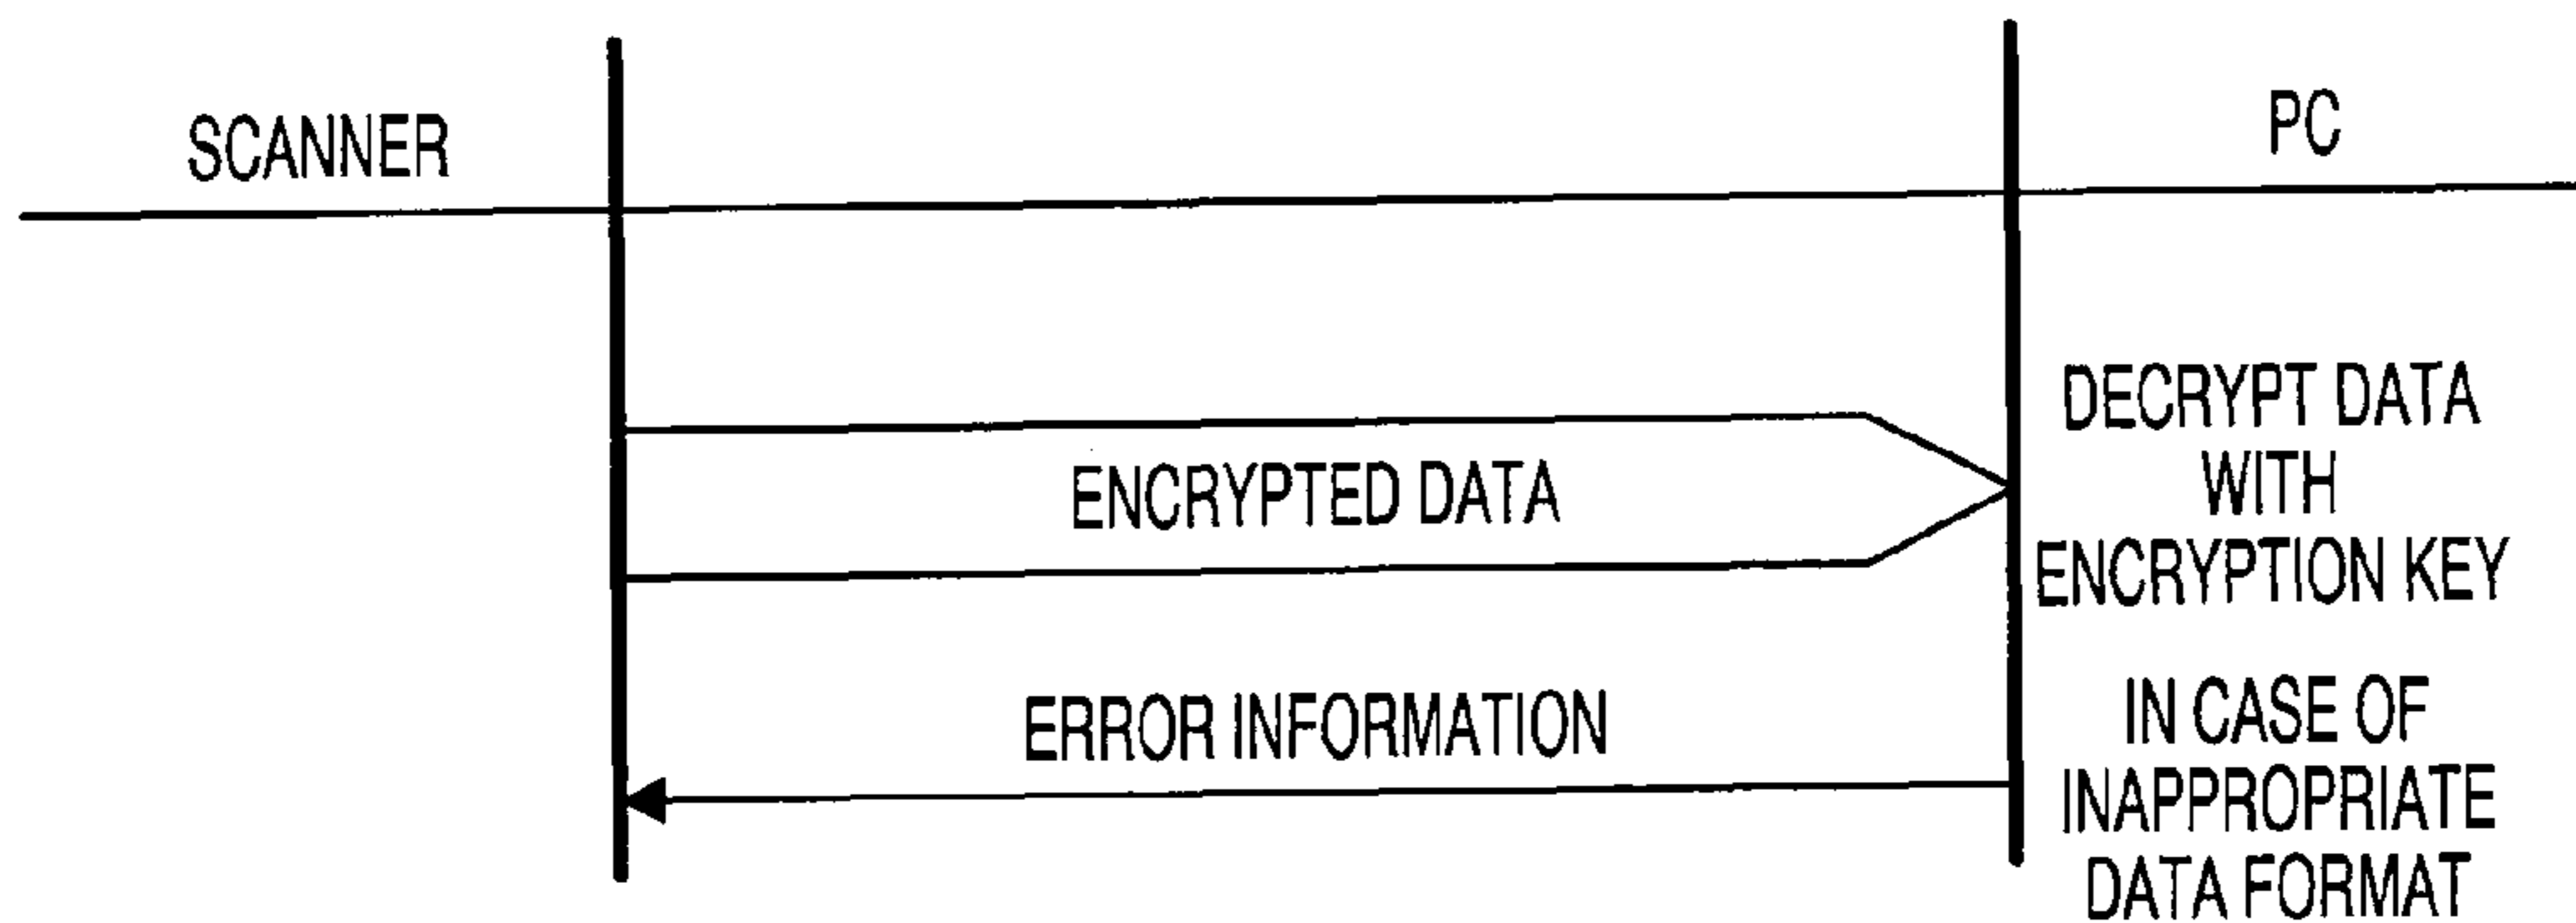 SCANNER
PC
ENCRYPTED DATA
DECRYPT DATA
WITH
ENCRYPTION KEY
ERROR INFORMATION
IN CASE OF
INAPPROPRIATE
DATA FORMAT